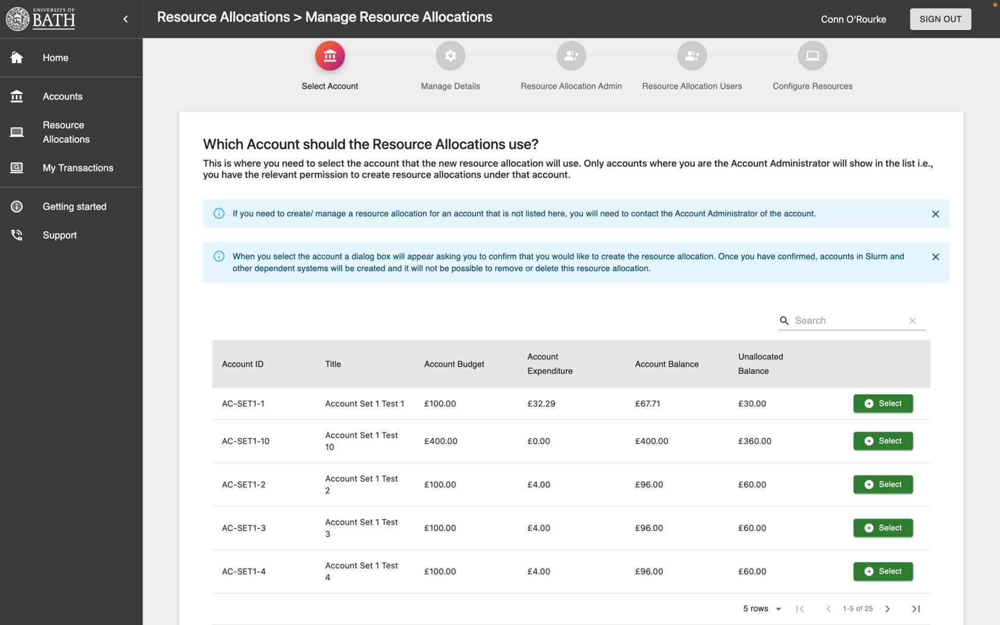 UNIVERSITY OF
BATH
Resource Allocations > Manage Resource Allocations
Conn O'Rourke
SIGN OUT
Home
Accounts
Resource
Allocations
My Transactions
Getting started
Support
Select Account
Manage Details
Resource Allocation Admin
Resource Allocation Users
Configure Resources
Which Account should the Resource Allocations use?
This is where you need to select the account that the new resource allocation will use. Only accounts where you are the Account Administrator will show in the list i.e.,
you have the relevant permission to create resource allocations under that account.
If you need to create/ manage a resource allocation for an account that is not listed here, you will need to contact the Account Administrator of the account.
When you select the account a dialog box will appear asking you to confirm that you would like to create the resource allocation. Once you have confirmed, accounts in Slurm and
other dependent systems will be created and it will not be possible to remove or delete this resource allocation.
Search
Account ID Title Account Budget Account Expenditure Account Balance Unallocated Balance
AC-SET1-1 Account Set 1 Test 1 £100.00 £32.29 £67.71 £30.00 Select
AC-SET1-10 Account Set 1 Test 10 £400.00 £0.00 £400.00 £360.00 Select
AC-SET1-2 Account Set 1 Test 2 £100.00 £4.00 £96.00 £60.00 Select
AC-SET1-3 Account Set 1 Test 3 £100.00 £4.00 £96.00 £60.00 Select
AC-SET1-4 Account Set 1 Test 4 £100.00 £4.00 £96.00 £60.00 Select
5 rows 1-5 of 25